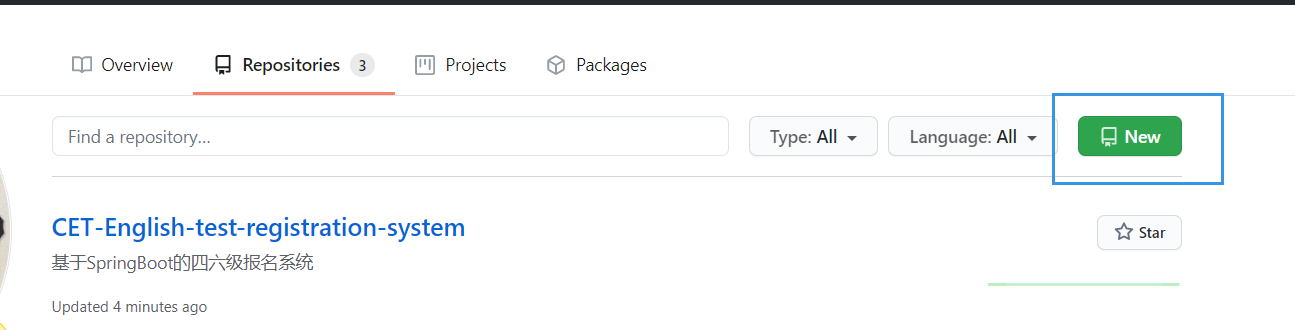 Overview Repositories 3 Projects Packages
Find a repository... Type: All Language: All New
CET-English-test-registration-system Star
基于SpringBoot的四六级报名系统
Updated 4 minutes ago